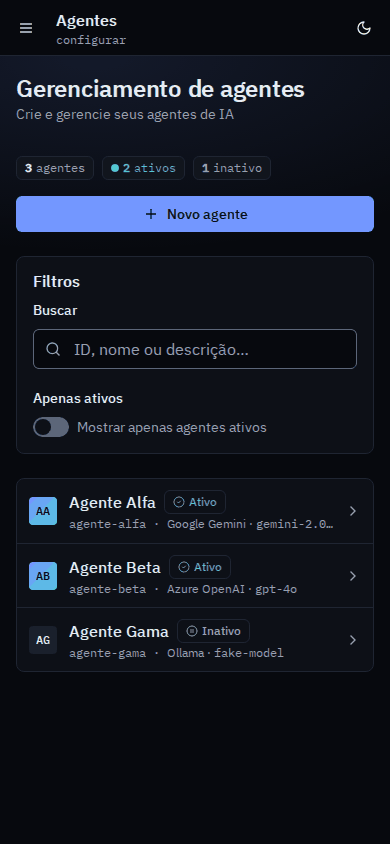 Agentes
configurar
Gerenciamento de agentes
Crie e gerencie seus agentes de IA
3 agentes
2 ativos
1 inativo
Novo agente
Filtros
Buscar
ID, nome ou descrição...
Apenas ativos
Mostrar apenas agentes ativos
AA
Agente Alfa
Ativo
agente-alfa · Google Gemini · gemini-2.0…
AB
Agente Beta
Ativo
agente-beta · Azure OpenAI · gpt-4o
AG
Agente Gama
Inativo
agente-gama · Ollama · fake-model